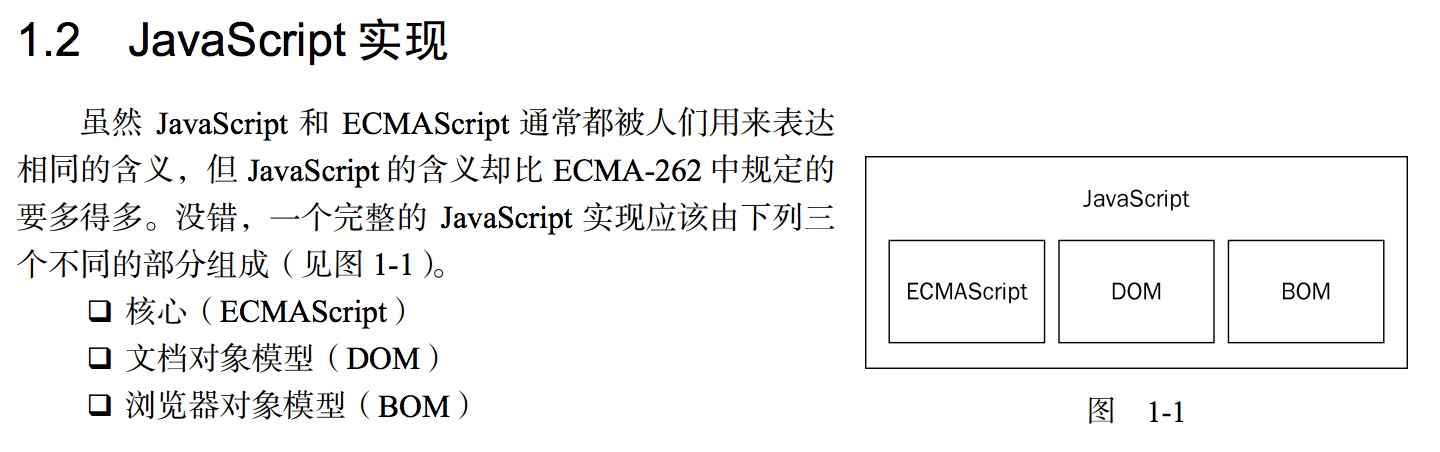 1.2 JavaScript 实现
虽然 JavaScript 和 ECMAScript 通常都被人们用来表达
相同的含义，但 JavaScript 的含义却比 ECMA-262 中规定的
要多得多。没错，一个完整的 JavaScript 实现应该由下列三
个不同的部分组成（见图 1-1）。
❑ 核心（ECMAScript）
❑ 文档对象模型（DOM）
❑ 浏览器对象模型（BOM）
JavaScript
ECMAScript DOM BOM
图 1-1